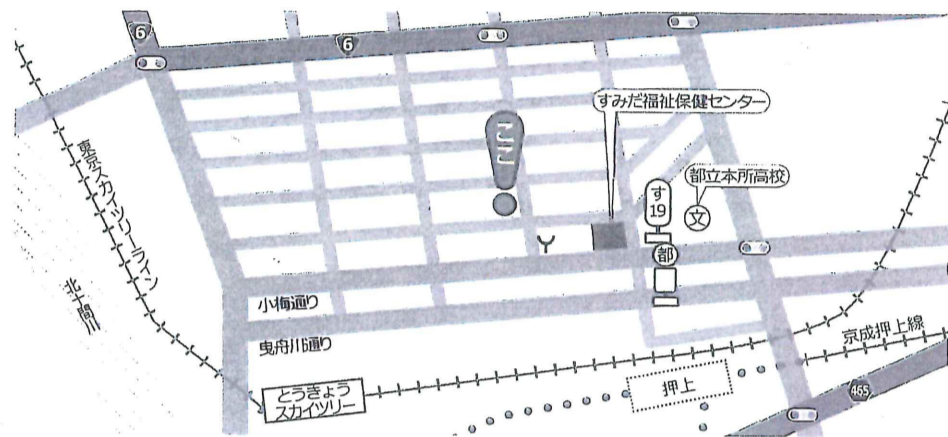 6
6
すみだ福祉保健センター
ココ
都立本所高校
す
19
文
都
東京スカイツリーライン
北十間川
小梅通り
曳舟川通り
京成押上線
とうきょう
スカイツリー
押上
465